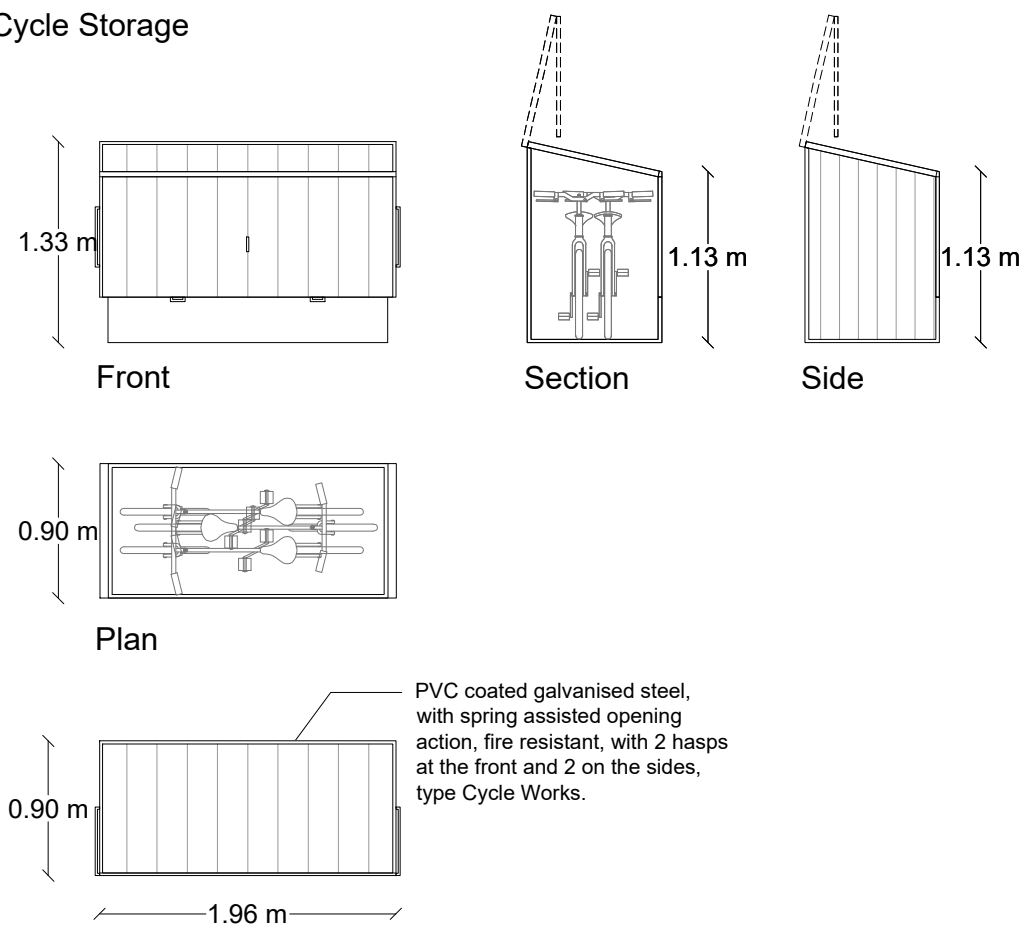 Cycle Storage
1.33 m
1.13 m
1.13 m
Front
Section
Side
0.90 m
Plan
PVC coated galvanised steel,
with spring assisted opening
action, fire resistant, with 2 hasps
at the front and 2 on the sides,
type Cycle Works.
0.90 m
1.96 m